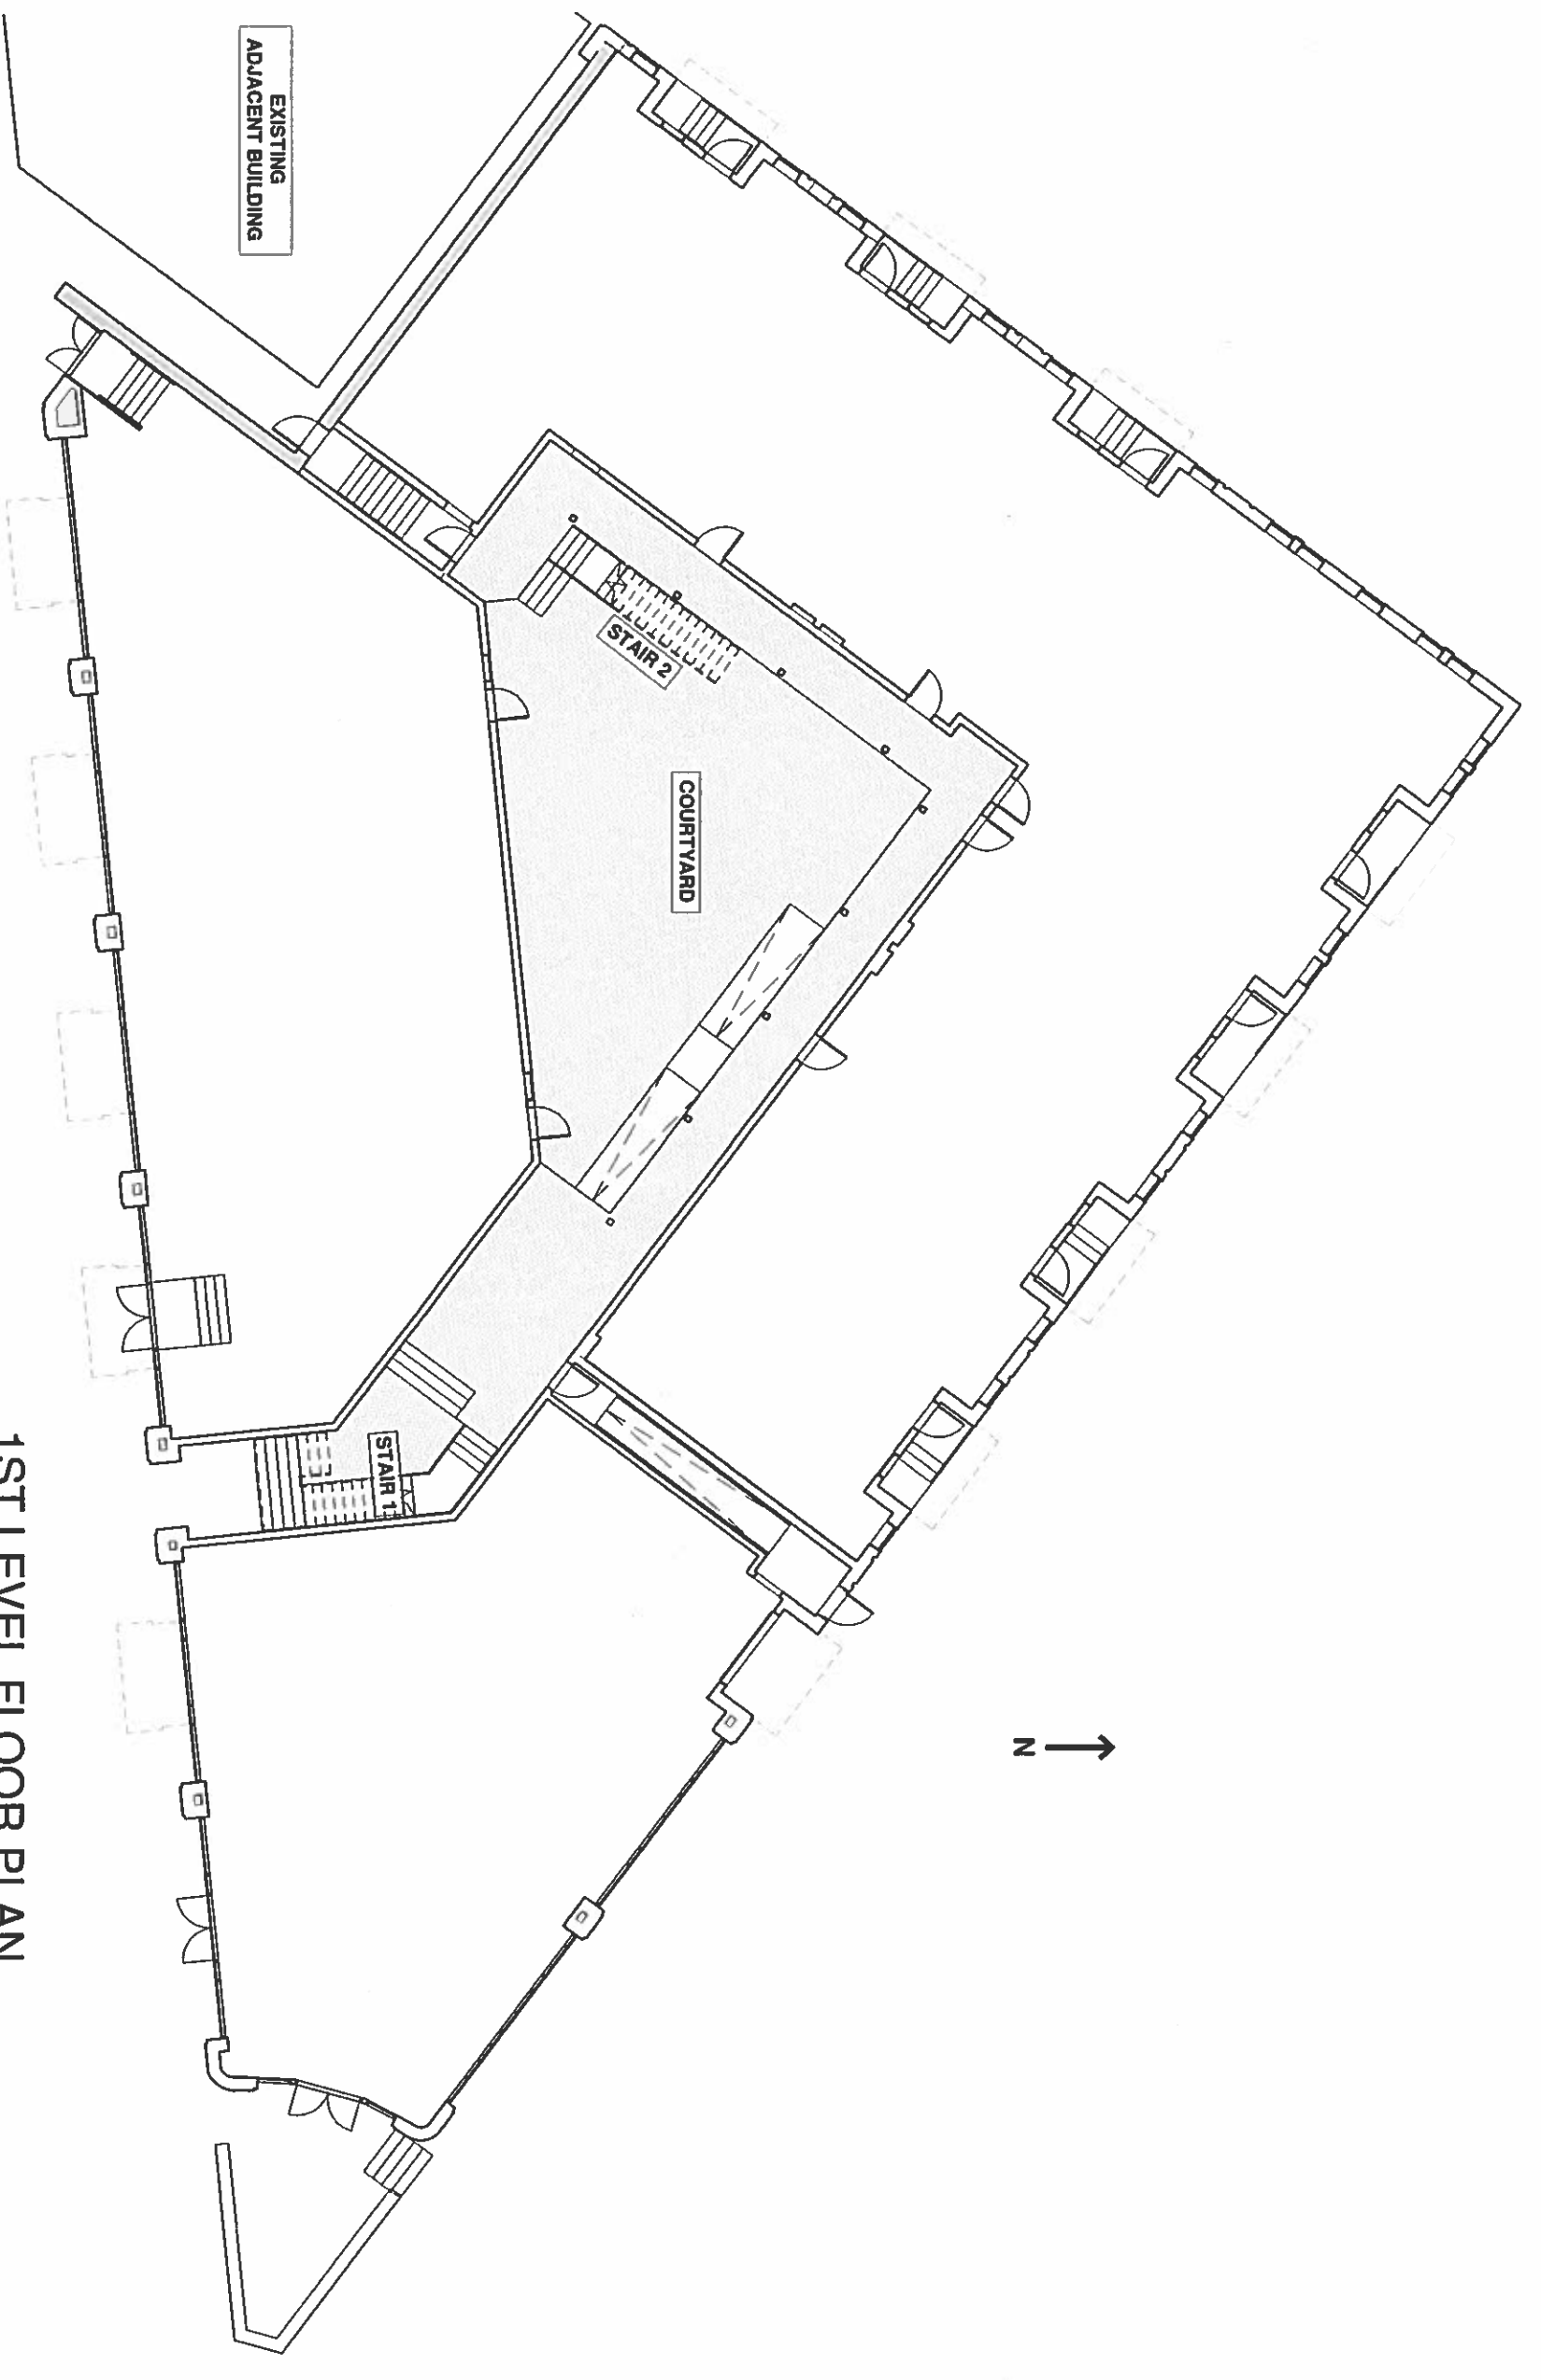 EXISTING
ADJACENT BUILDING
STAIR 2
COURTYARD
STAIR 1
N
1ST LEVEL FLOOR PLAN